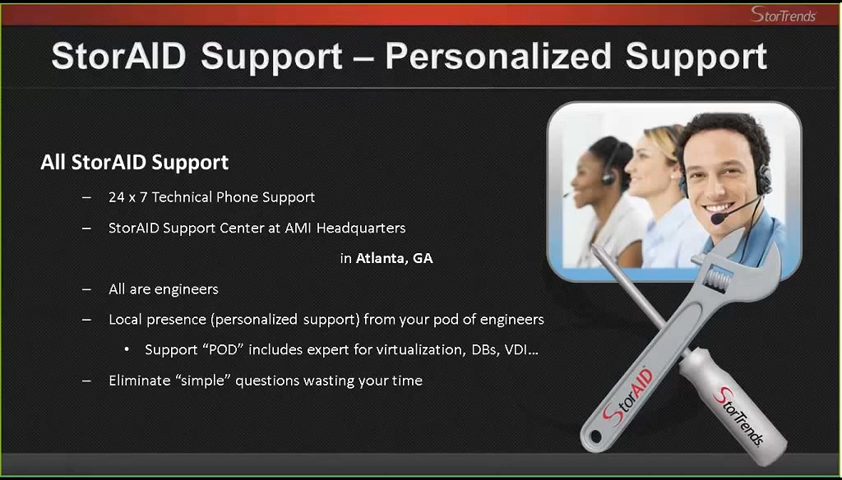 StorTrends
StorAID Support – Personalized Support
All StorAID Support
– 24 x 7 Technical Phone Support
– StorAID Support Center at AMI Headquarters
in Atlanta, GA
– All are engineers
– Local presence (personalized support) from your pod of engineers
• Support “POD” includes expert for virtualization, DBs, VDI…
– Eliminate “simple” questions wasting your time
StorAID
StorTrends